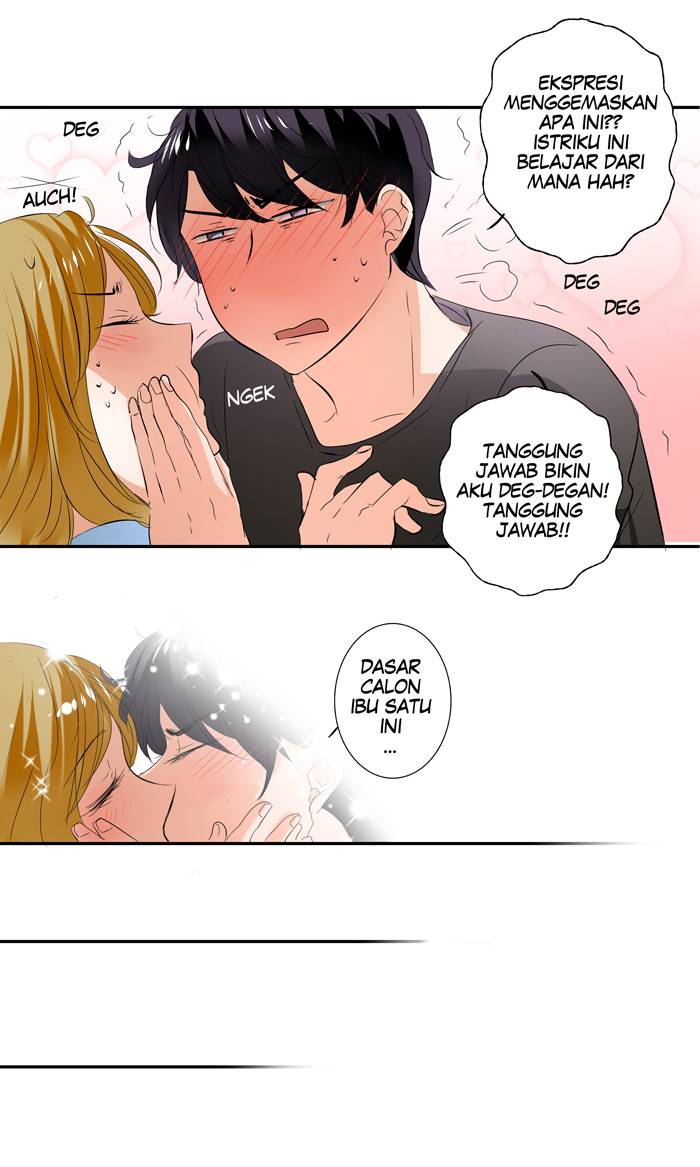 EKSPRESI
MENGGEMASKAN
APA INI??
ISTRIKU INI
BELAJAR DARI
MANA HAH?
DEG
AUCH!
DEG
DEG
NGEK
TANGGUNG
JAWAB BIKIN
AKU DEG-DEGAN!
TANGGUNG
JAWAB!!
DASAR
CALON
IBU SATU
INI
...